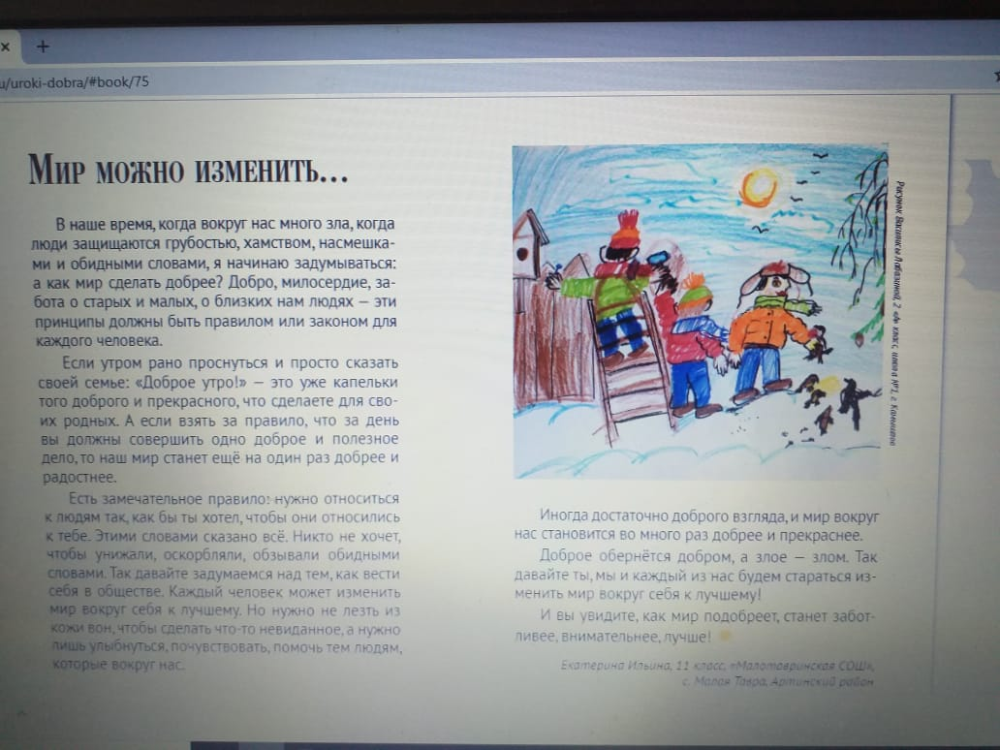 u/uroki-dobra/#book/75
Мир можно изменить...
В наше время, когда вокруг нас много зла, когда
люди защищаются грубостью, хамством, насмешка-
ми и обидными словами, я начинаю задумываться:
а как мир сделать добрее? Добро, милосердие, за-
бота о старых и малых, о близких нам людях — эти
принципы должны быть правилом или законом для
каждого человека.
Если утром рано проснуться и просто сказать
своей семье: «Доброе утро!» — это уже капельки
того доброго и прекрасного, что сделаете для сво-
их родных. А если взять за правило, что за день
вы должны совершить одно доброе и полезное
дело, то наш мир станет ещё на один раз добрее и
радостнее.
Есть замечательное правило: нужно относиться
к людям так, как бы ты хотел, чтобы они относились
к тебе. Этими словами сказано всё. Никто не хочет,
чтобы унижали, оскорбляли, обзывали обидными
словами. Так давайте задумаемся над тем, как вести
себя в обществе. Каждый человек может изменить
мир вокруг себя к лучшему. Но нужно не лезть из
кожи вон, чтобы сделать что-то невиданное, а нужно
лишь улыбнуться, почувствовать, помочь тем людям,
которые вокруг нас.
Рисунок Василисы Лабазиной, 2 «А» класс, школа №1, г. Камышлов
Иногда достаточно доброго взгляда, и мир вокруг
нас становится во много раз добрее и прекраснее.
Доброе обернётся добром, а злое — злом. Так
давайте ты, мы и каждый из нас будем стараться из-
менить мир вокруг себя к лучшему!
И вы увидите, как мир подобреет, станет забот-
ливее, внимательнее, лучше!
Екатерина Ильина, 11 класс, «Малотавринская СОШ»,
с. Малая Тавра, Артинский район